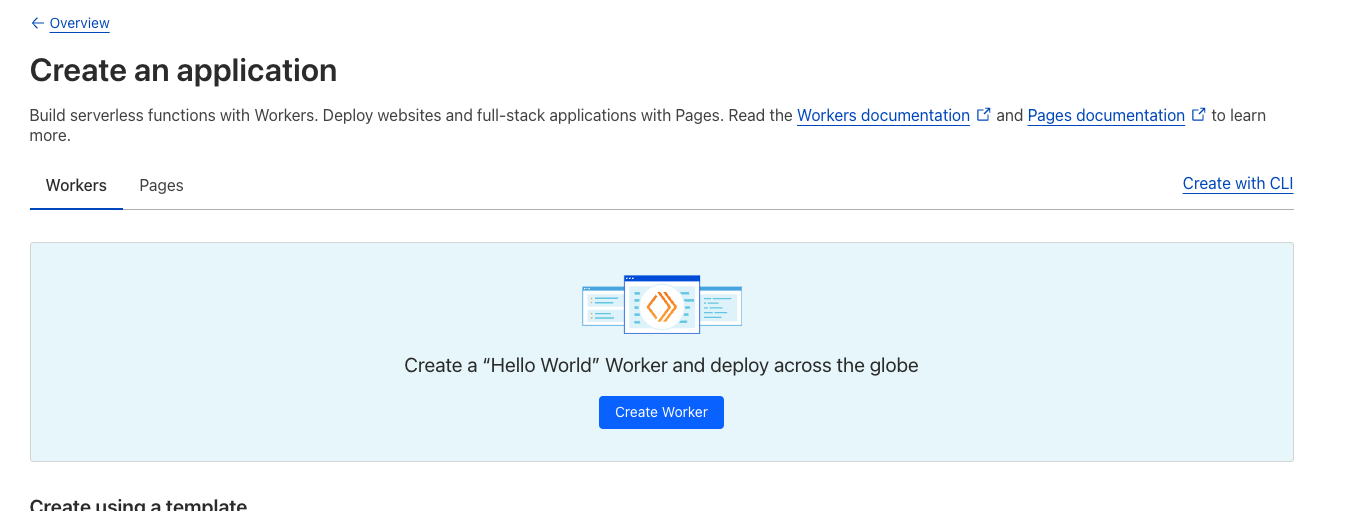 Overview
Create an application
Build serverless functions with Workers. Deploy websites and full-stack applications with Pages. Read the Workers documentation and Pages documentation to learn
more.
Workers Pages Create with CLI
Create a “Hello World” Worker and deploy across the globe
Create Worker
Create using a template